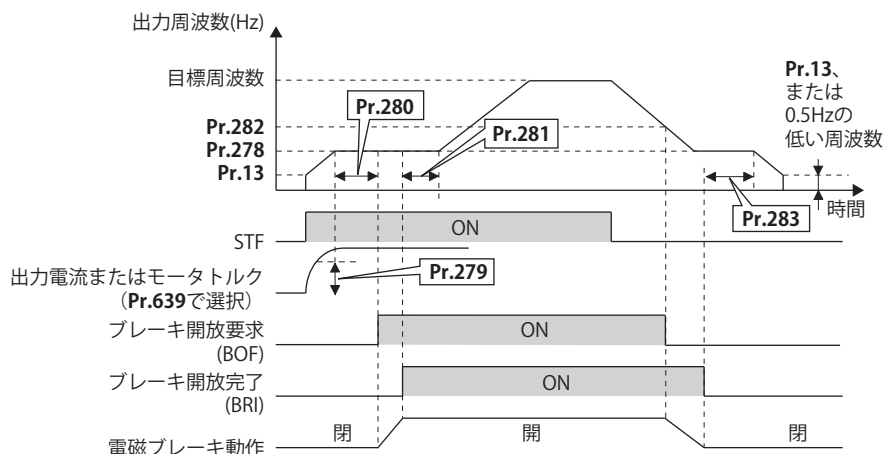 出力周波数(Hz)
目標周波数
Pr.280
Pr.13、
または
0.5Hzの
低い周波数
Pr.282
Pr.281
Pr.278
Pr.13
時間
Pr.283
ON
STF
Pr.279
出力電流またはモータトルク
（Pr.639で選択）
ブレーキ開放要求
(BOF)
ON
ブレーキ開放完了
(BRI)
ON
電磁ブレーキ動作
閉
開
閉